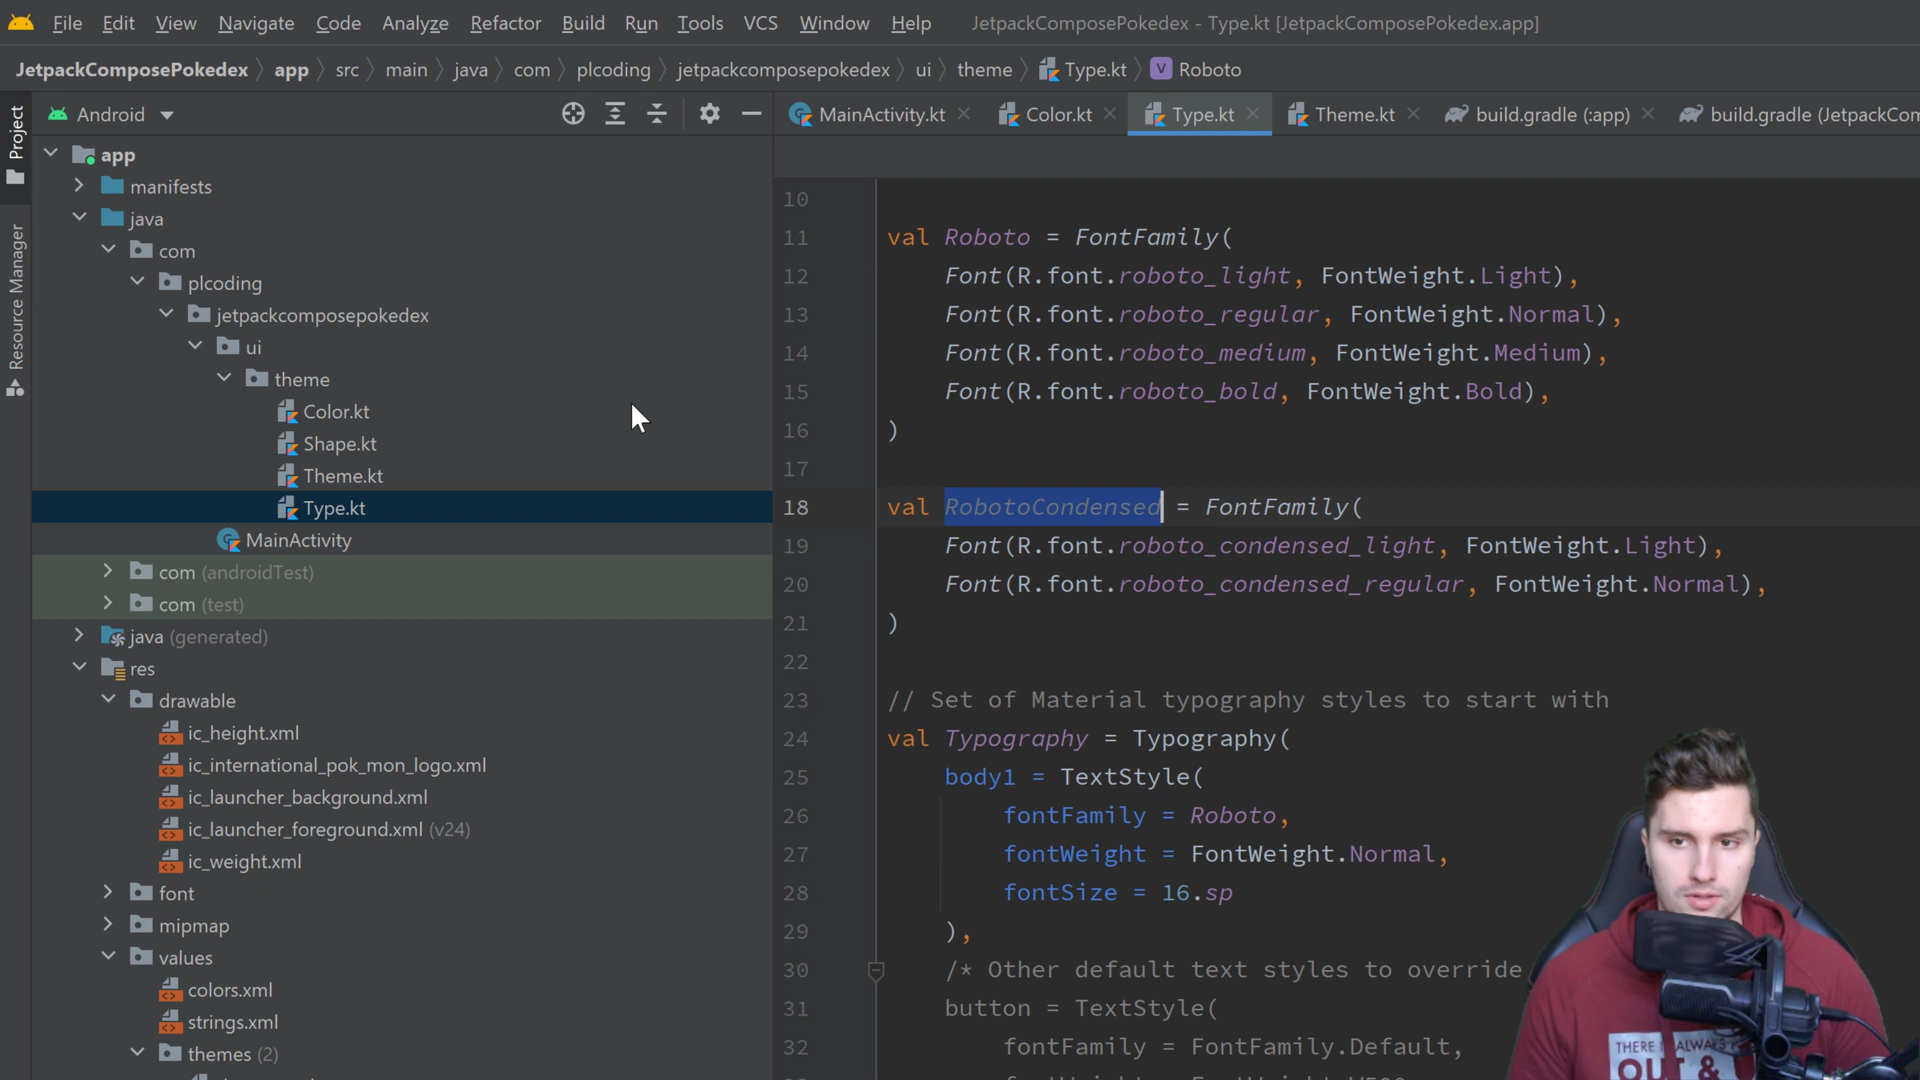 File Edit View Navigate Code Analyze Refactor Build Run Tools VCS Window Help JetpackComposePokedex - Type.kt [JetpackComposePokedex.app]
JetpackComposePokedex app src main java com plcoding jetpackcomposepokedex ui theme Type.kt V Roboto
Project
Resource Manager
Android
app
manifests
java
com
plcoding
jetpackcomposepokedex
ui
theme
Color.kt
Shape.kt
Theme.kt
Type.kt
MainActivity
com (androidTest)
com (test)
java (generated)
res
drawable
ic_height.xml
ic_international_pok_mon_logo.xml
ic_launcher_background.xml
ic_launcher_foreground.xml (v24)
ic_weight.xml
font
mipmap
values
colors.xml
strings.xml
themes (2)
MainActivity.kt Color.kt Type.kt Theme.kt build.gradle (:app) build.gradle (JetpackCom
10
11 val Roboto = FontFamily(
12 Font(R.font.roboto_light, FontWeight.Light),
13 Font(R.font.roboto_regular, FontWeight.Normal),
14 Font(R.font.roboto_medium, FontWeight.Medium),
15 Font(R.font.roboto_bold, FontWeight.Bold),
16 )
17
18 val RobotoCondensed = FontFamily(
19 Font(R.font.roboto_condensed_light, FontWeight.Light),
20 Font(R.font.roboto_condensed_regular, FontWeight.Normal),
21 )
22
23 // Set of Material typography styles to start with
24 val Typography = Typography(
25 body1 = TextStyle(
26 fontFamily = Roboto,
27 fontWeight = FontWeight.Normal,
28 fontSize = 16.sp
29 ),
30 /* Other default text styles to override
31 button = TextStyle(
32 fontFamily = FontFamily.Default,
THERE IS ALWAYS
OUT &